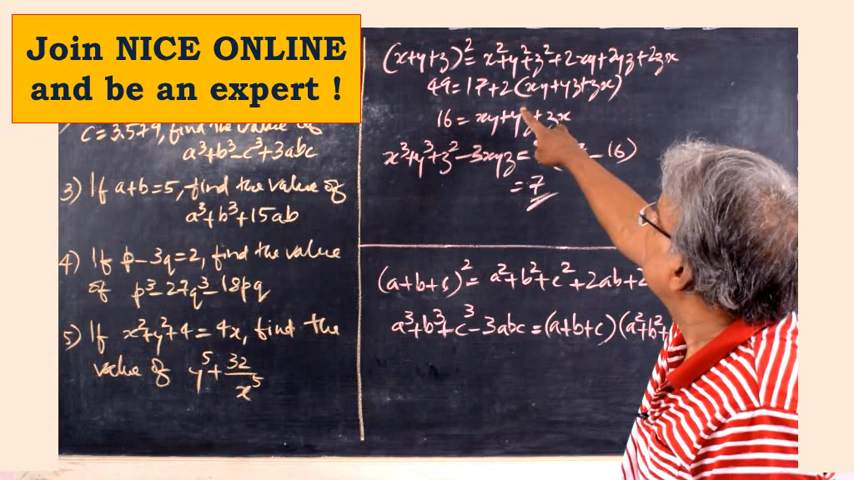 Join NICE ONLINE
and be an expert !
c = 3.579, find the value of
a³+b³-c³+3abc
3) If a+b=5, find the value of
a³+b³+15ab
4) If p-3q=2, find the value
of p³-27q³-18pq
5) If x²+y²+4=4x, find the
value of y⁵+32/x⁵
(x+y+z)²=x²+y²+z²+2xy+2yz+2zx
49=17+2(xy+yz+zx)
16=xy+y +zx
x³+y³+z²-3xyz= -16)
=7
(a+b+c)²=a²+b²+c²+2ab+2
a³+b³+c³-3abc=(a+b+c)(a²+b²+